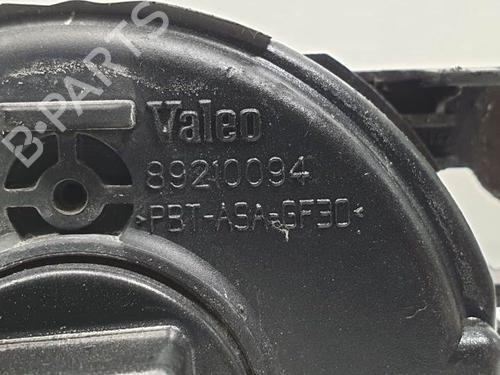 B-PARTS
Valeo
89210094
>PBT-ASA-GF30<